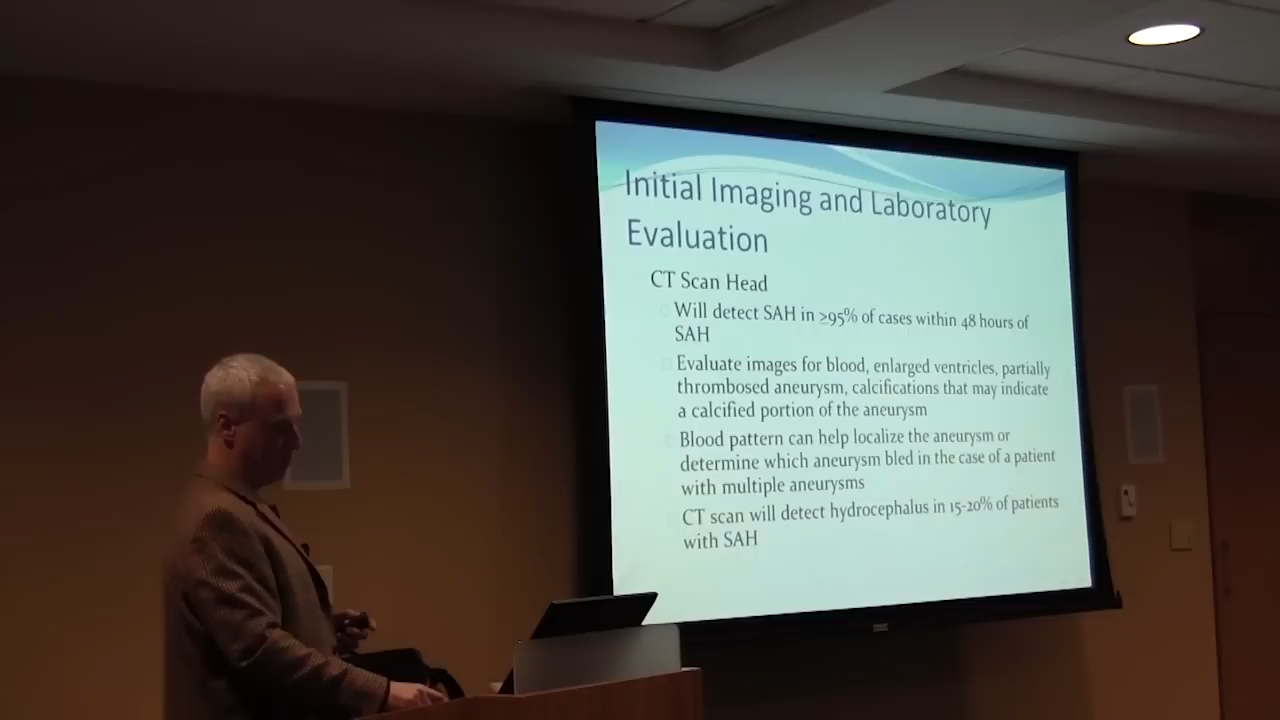 Initial Imaging and Laboratory
Evaluation
CT Scan Head
Will detect SAH in ≥95% of cases within 48 hours of
SAH
Evaluate images for blood, enlarged ventricles, partially
thrombosed aneurysm, calcifications that may indicate
a calcified portion of the aneurysm
Blood pattern can help localize the aneurysm or
determine which aneurysm bled in the case of a patient
with multiple aneurysms
CT scan will detect hydrocephalus in 15-20% of patients
with SAH